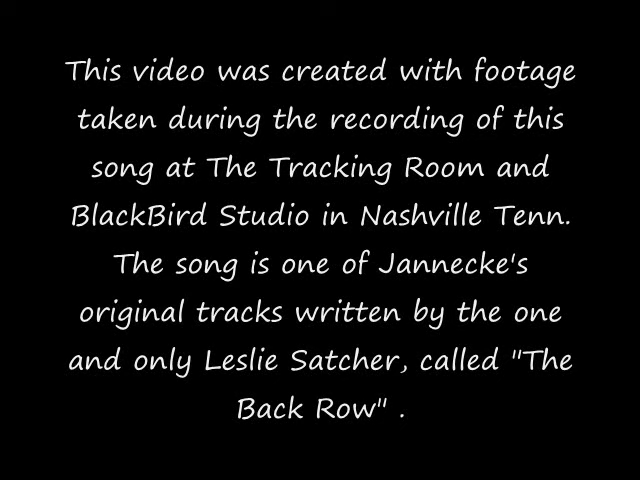 This video was created with footage
taken during the recording of this
song at The Tracking Room and
BlackBird Studio in Nashville Tenn.
The song is one of Jannecke's
original tracks written by the one
and only Leslie Satcher, called "The
Back Row" .